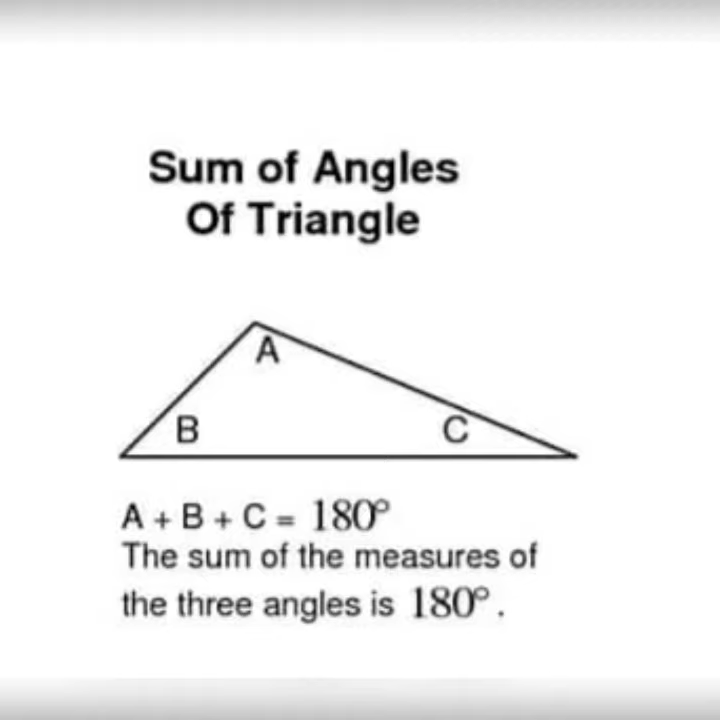 Sum of Angles
Of Triangle
A
B
C
A + B + C = 180°
The sum of the measures of
the three angles is 180°.